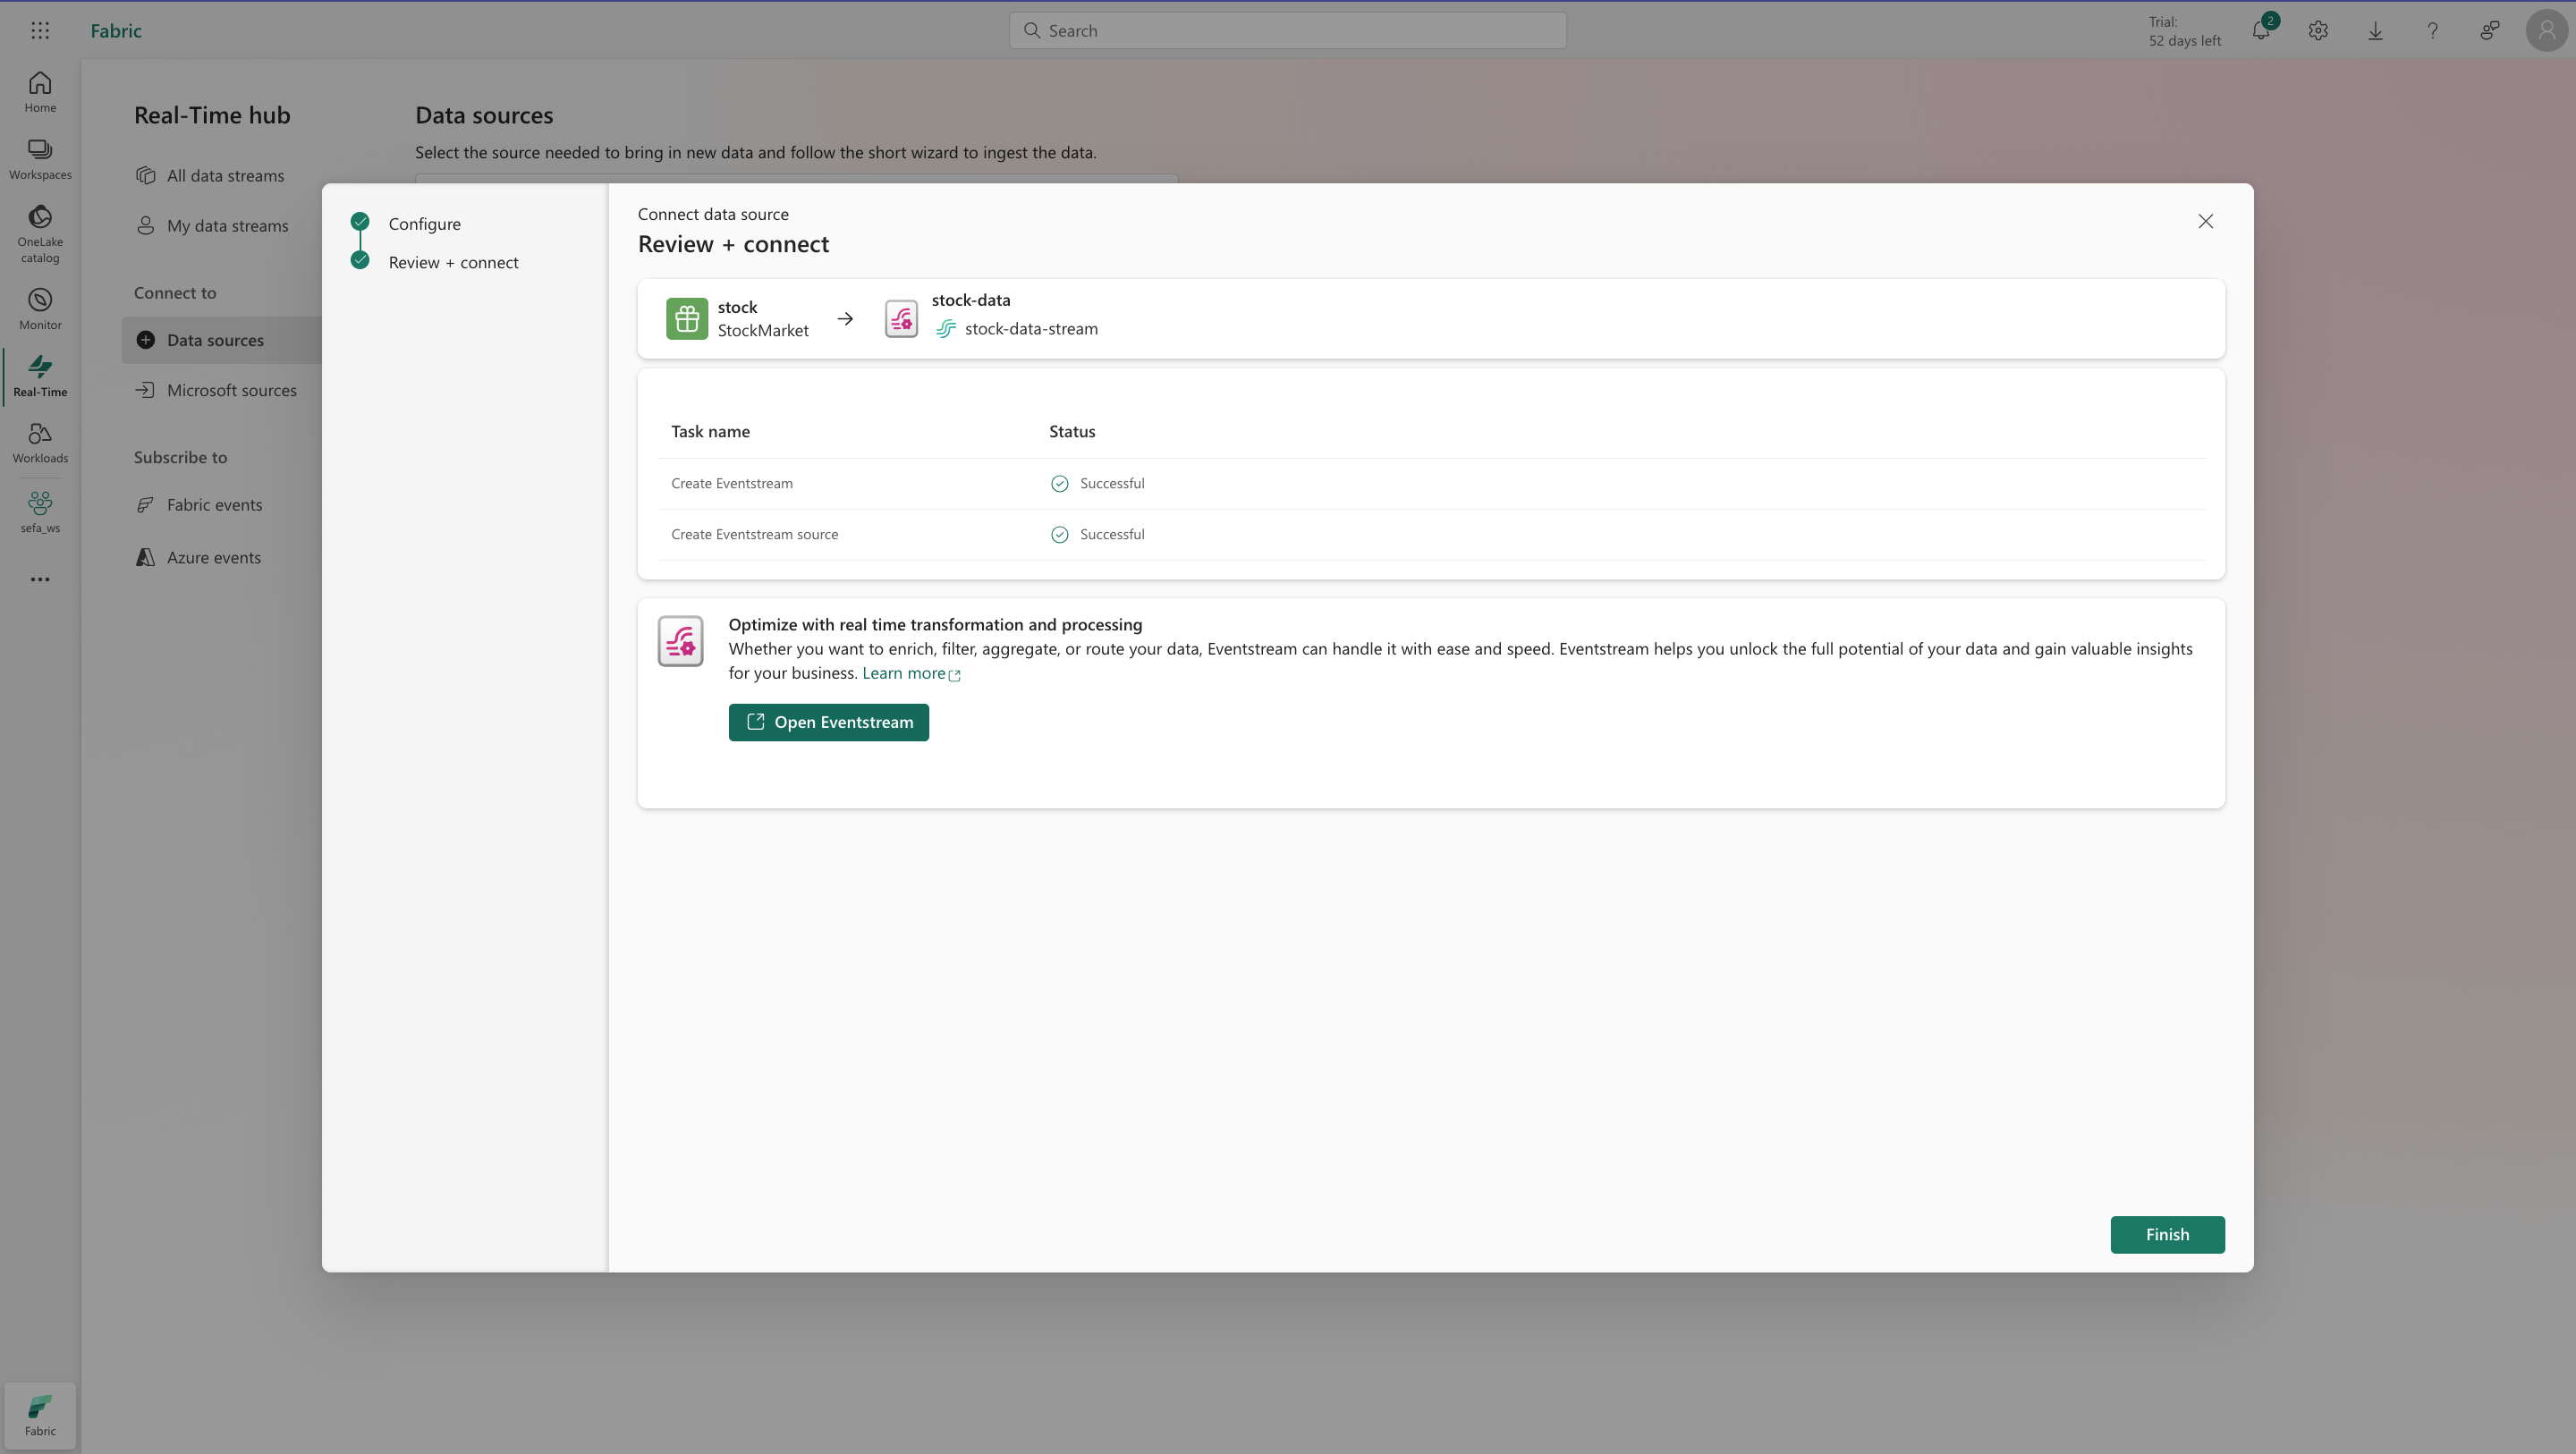 Fabric
Search
Trial:
52 days left
2
Home
Workspaces
OneLake
catalog
Monitor
Real-Time
Workloads
sefa_ws
Fabric
Real-Time hub
All data streams
My data streams
Connect to
Data sources
Microsoft sources
Subscribe to
Fabric events
Azure events
Data sources
Select the source needed to bring in new data and follow the short wizard to ingest the data.
Configure
Review + connect
Connect data source
Review + connect
stock
StockMarket
stock-data
stock-data-stream
Task name Status
Create Eventstream Successful
Create Eventstream source Successful
Optimize with real time transformation and processing
Whether you want to enrich, filter, aggregate, or route your data, Eventstream can handle it with ease and speed. Eventstream helps you unlock the full potential of your data and gain valuable insights
for your business. Learn more
Open Eventstream
Finish